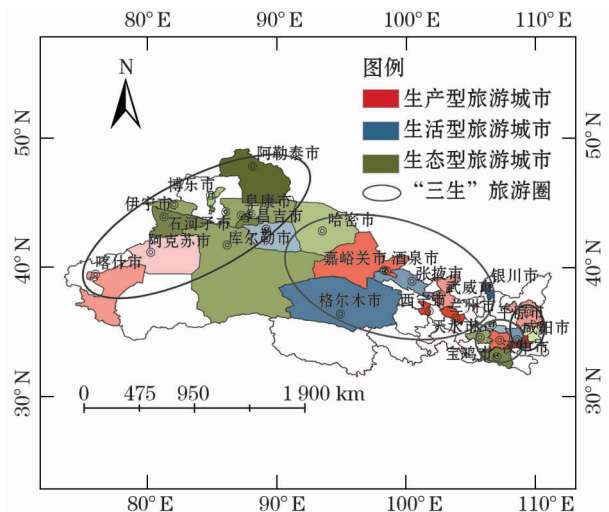 80° E 90° E 100° E 110° E
50° N
40° N
30° N
N
图例
生产型旅游城市
生活型旅游城市
生态型旅游城市
“三生”旅游圈
阿勒泰市
博乐市
伊宁市
阜康市
石河子市
昌吉市
哈密市
阿克苏市
库尔勒市
喀什市
嘉峪关市
酒泉市
张掖市
银川市
武威市
格尔木市
西宁市
兰州市
天水市
咸阳市
宝鸡市
0 475 950 1 900 km
50° N
40° N
30° N
80° E 90° E 100° E 110° E